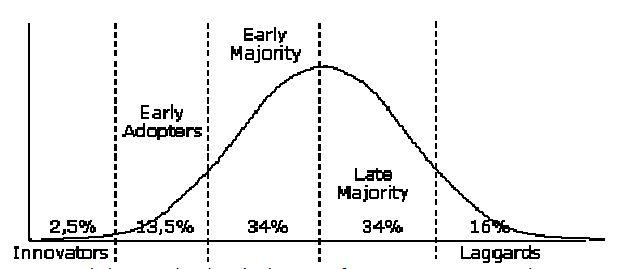 Early
Majority
Early
Adopters
Late
Majority
2,5%
13,5%
34%
34%
16%
Innovators
Laggards